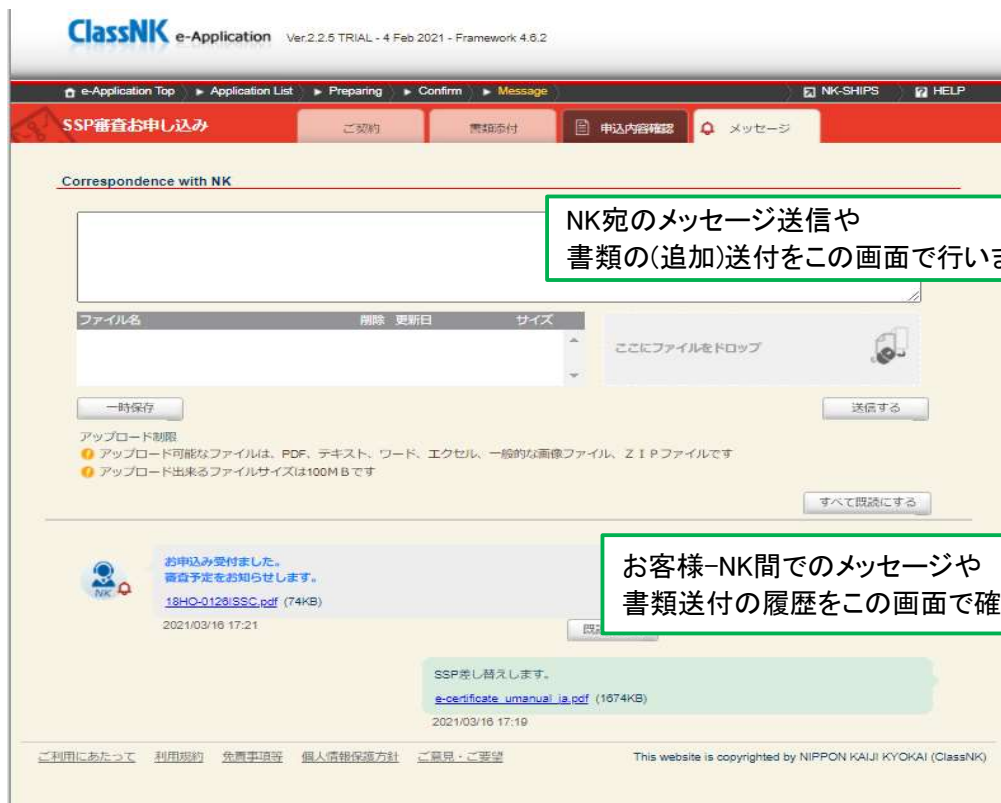 ClassNK e-Application Ver.2.2.5 TRIAL - 4 Feb 2021 - Framework 4.6.2
e-Application Top ▶ Application List ▶ Preparing ▶ Confirm ▶ Message NK-SHIPS HELP
SSP審査お申し込み ご契約 書類添付 申込内容確認 メッセージ
Correspondence with NK
NK宛のメッセージ送信や
書類の(追加)送付をこの画面で行いま
ファイル名 削除 更新日 サイズ
ここにファイルをドロップ
一時保存 送信する
アップロード制限
アップロード可能なファイルは、PDF、テキスト、ワード、エクセル、一般的な画像ファイル、ZIPファイルです
アップロード出来るファイルサイズは100MBです
すべて既読にする
お申込み受付ました。
審査予定をお知らせします。
NK
18HO-0126ISSC.pdf (74KB)
2021/03/16 17:21
お客様-NK間でのメッセージや
書類送付の履歴をこの画面で確
SSP差し替えします。
e-certificate_umanual_ja.pdf (1674KB)
2021/03/16 17:19
ご利用にあたって 利用規約 免責事項等 個人情報保護方針 ご意見・ご要望 This website is copyrighted by NIPPON KAIJI KYOKAI (ClassNK)